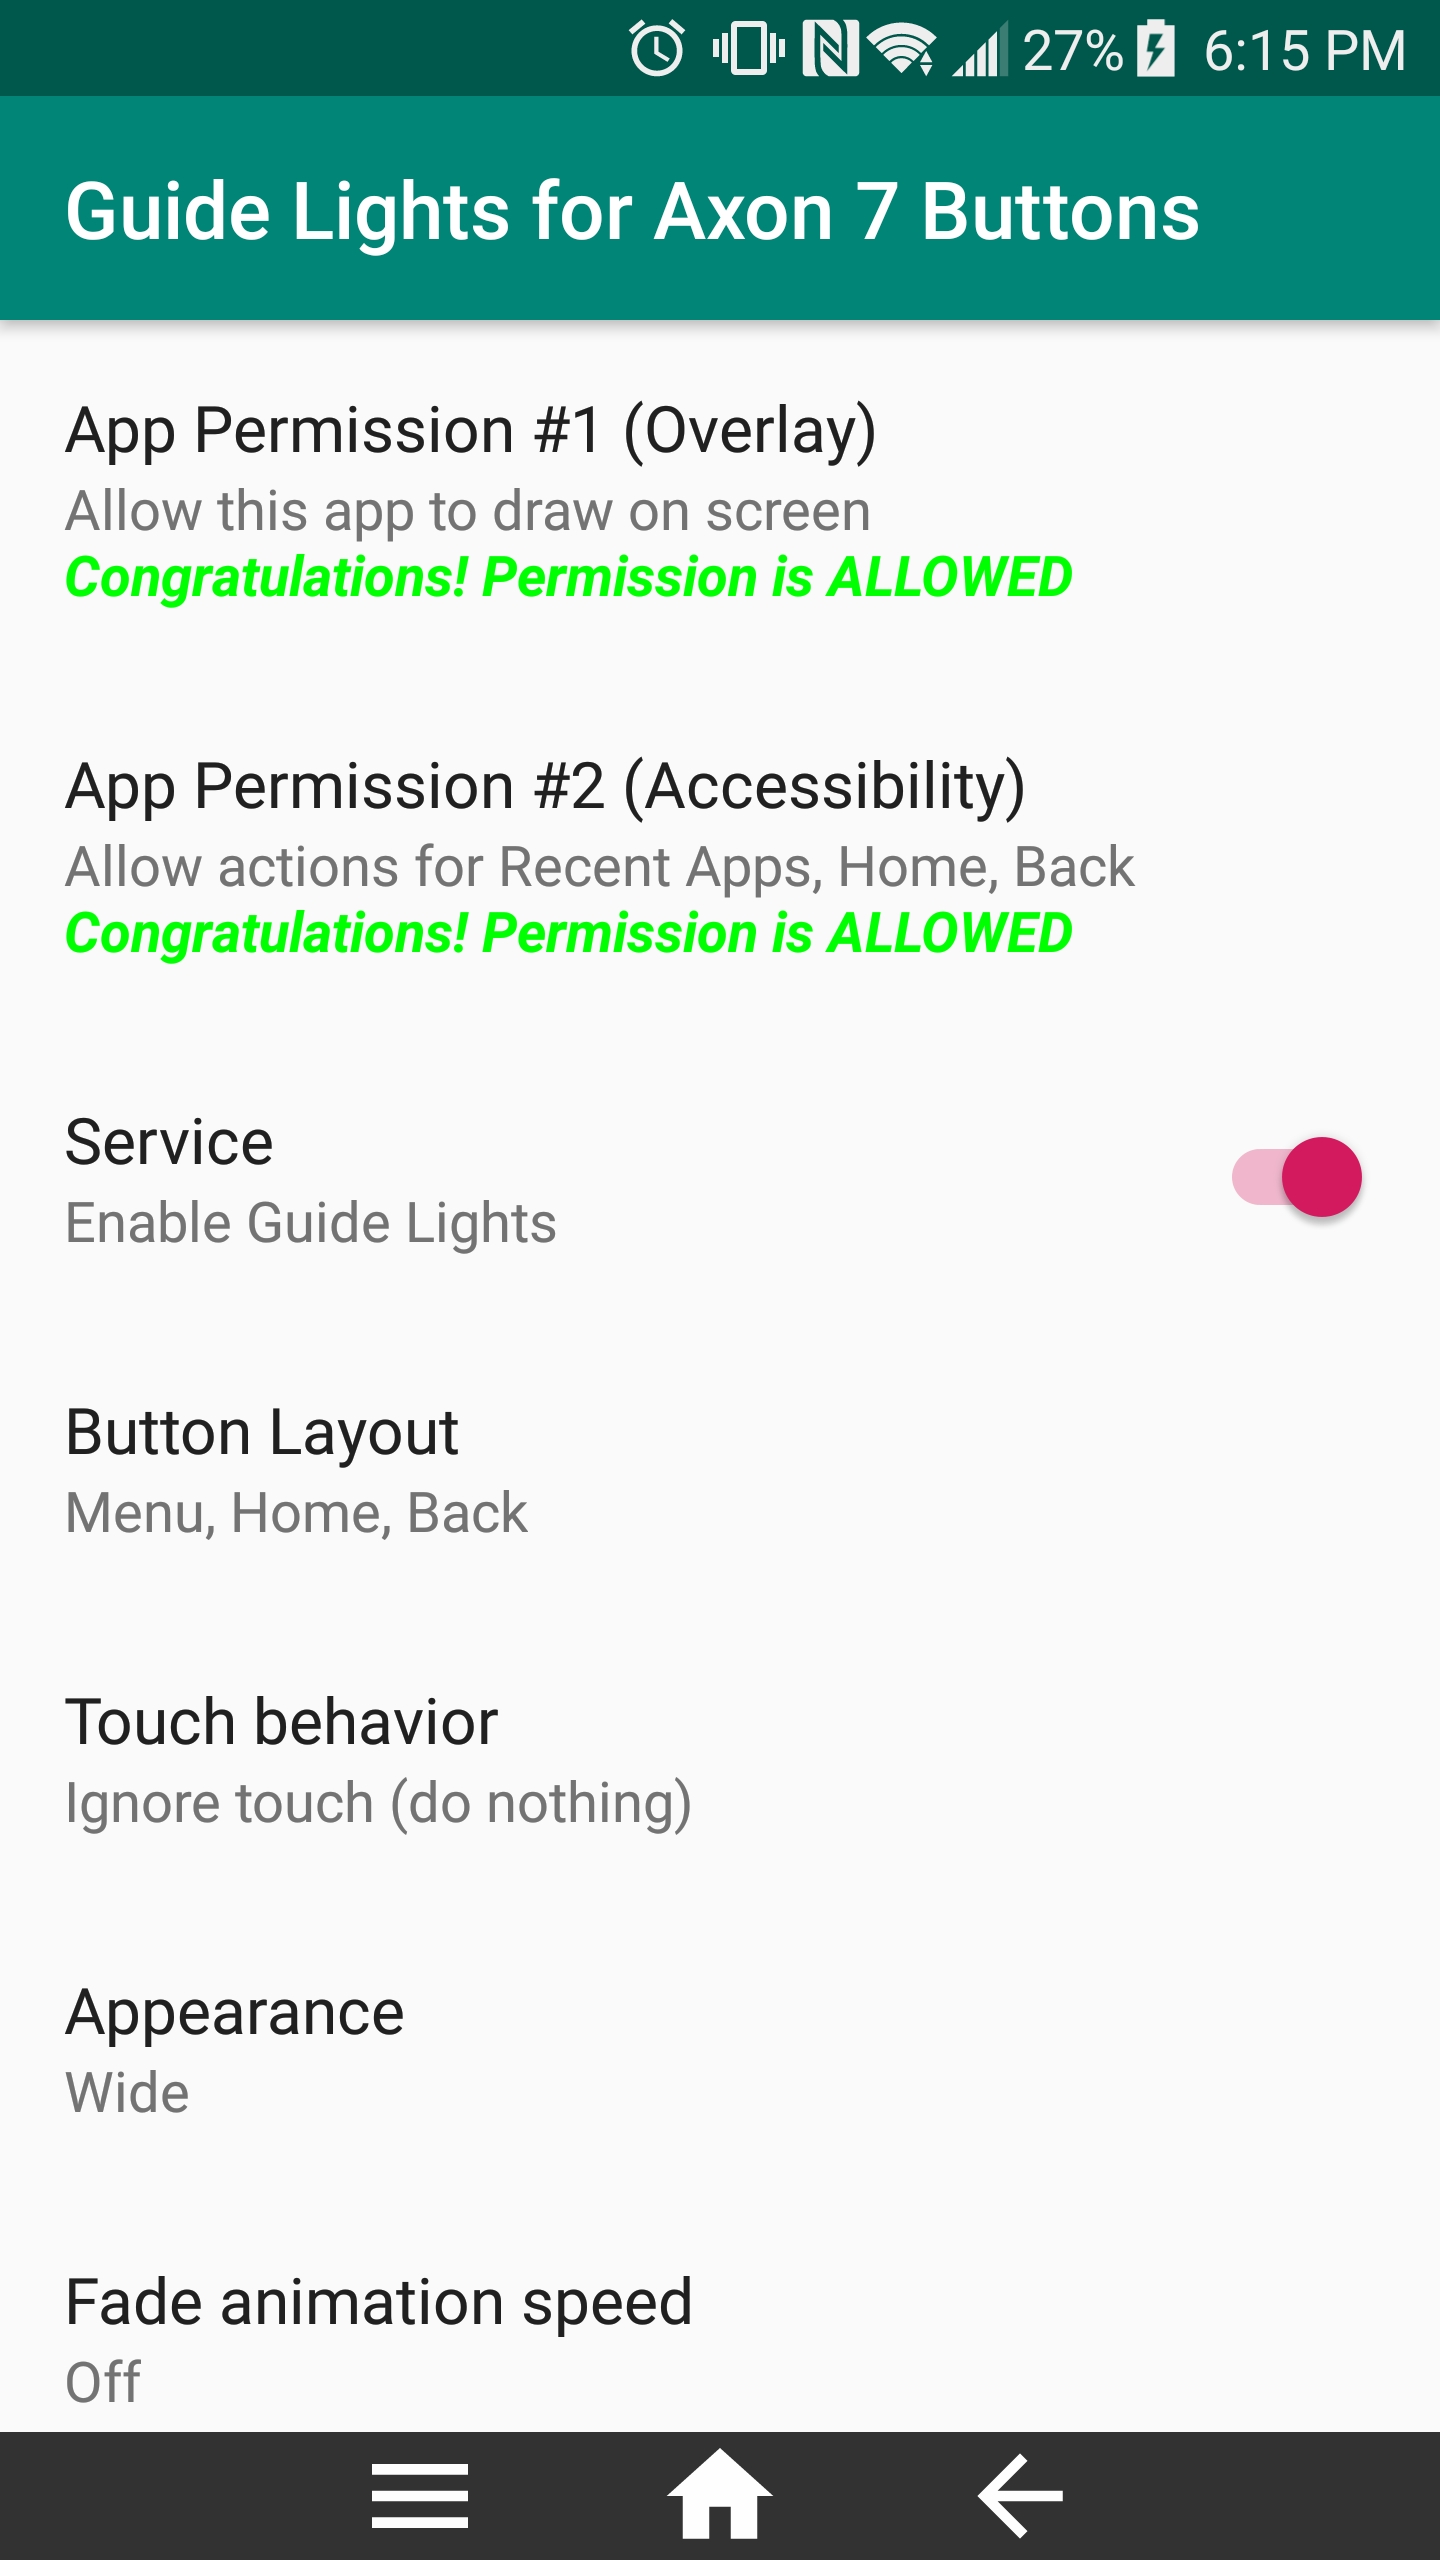 27% 6:15 PM
Guide Lights for Axon 7 Buttons
App Permission #1 (Overlay)
Allow this app to draw on screen
Congratulations! Permission is ALLOWED
App Permission #2 (Accessibility)
Allow actions for Recent Apps, Home, Back
Congratulations! Permission is ALLOWED
Service
Enable Guide Lights
Button Layout
Menu, Home, Back
Touch behavior
Ignore touch (do nothing)
Appearance
Wide
Fade animation speed
Off